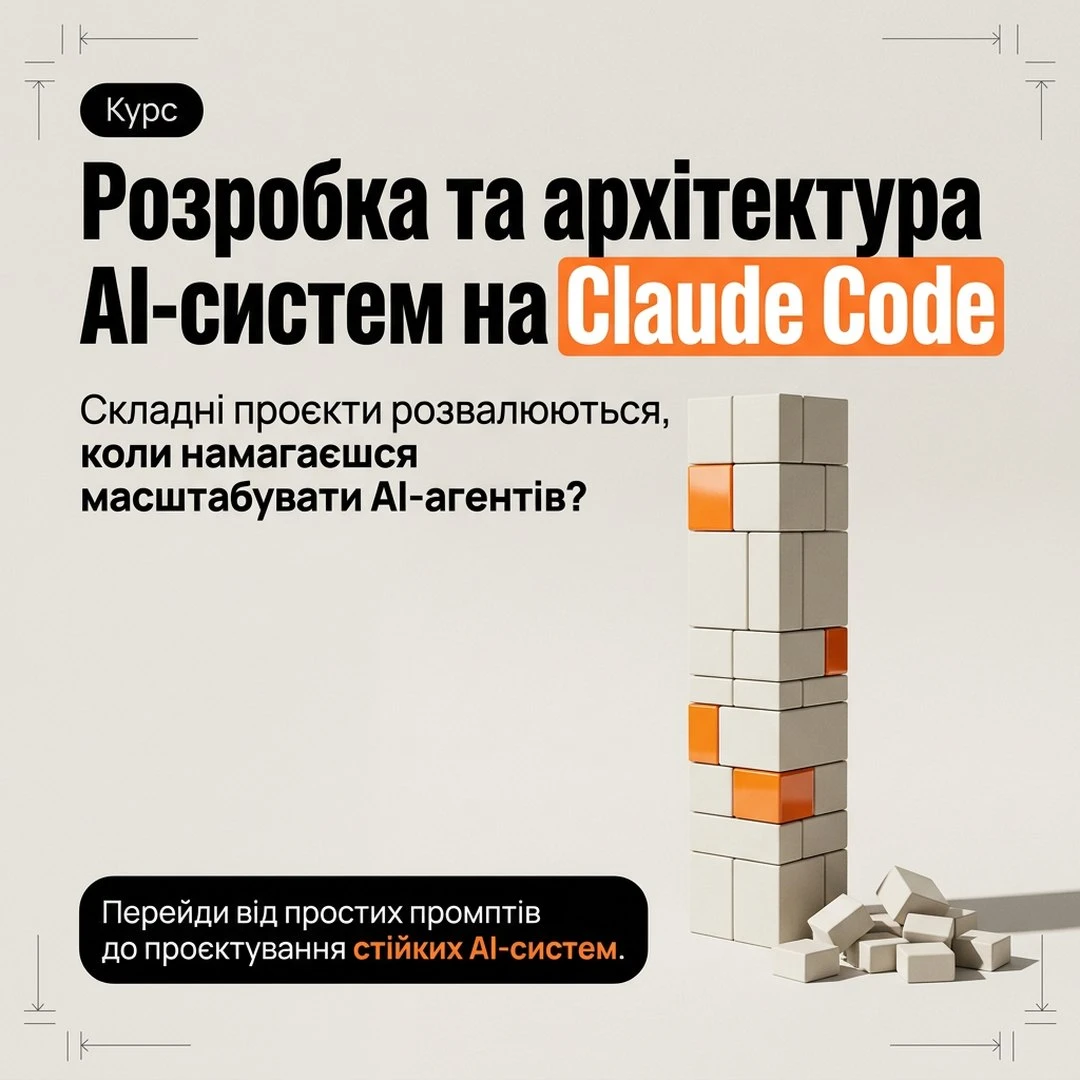 Курс
Розробка та архітектура
AI-систем на Claude Code
Складні проєкти розвалюються,
коли намагаєшся
масштабувати AI-агентів?
Перейди від простих промптів
до проєктування стійких AI-систем.